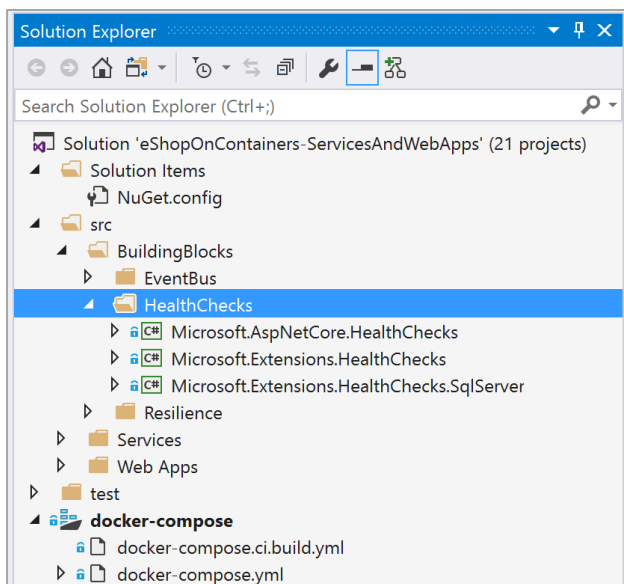 Solution Explorer
Search Solution Explorer (Ctrl+;)
Solution 'eShopOnContainers-ServicesAndWebApps' (21 projects)
Solution Items
NuGet.config
src
BuildingBlocks
EventBus
HealthChecks
C# Microsoft.AspNetCore.HealthChecks
C# Microsoft.Extensions.HealthChecks
C# Microsoft.Extensions.HealthChecks.SqlServer
Resilience
Services
Web Apps
test
docker-compose
docker-compose.ci.build.yml
docker-compose.yml